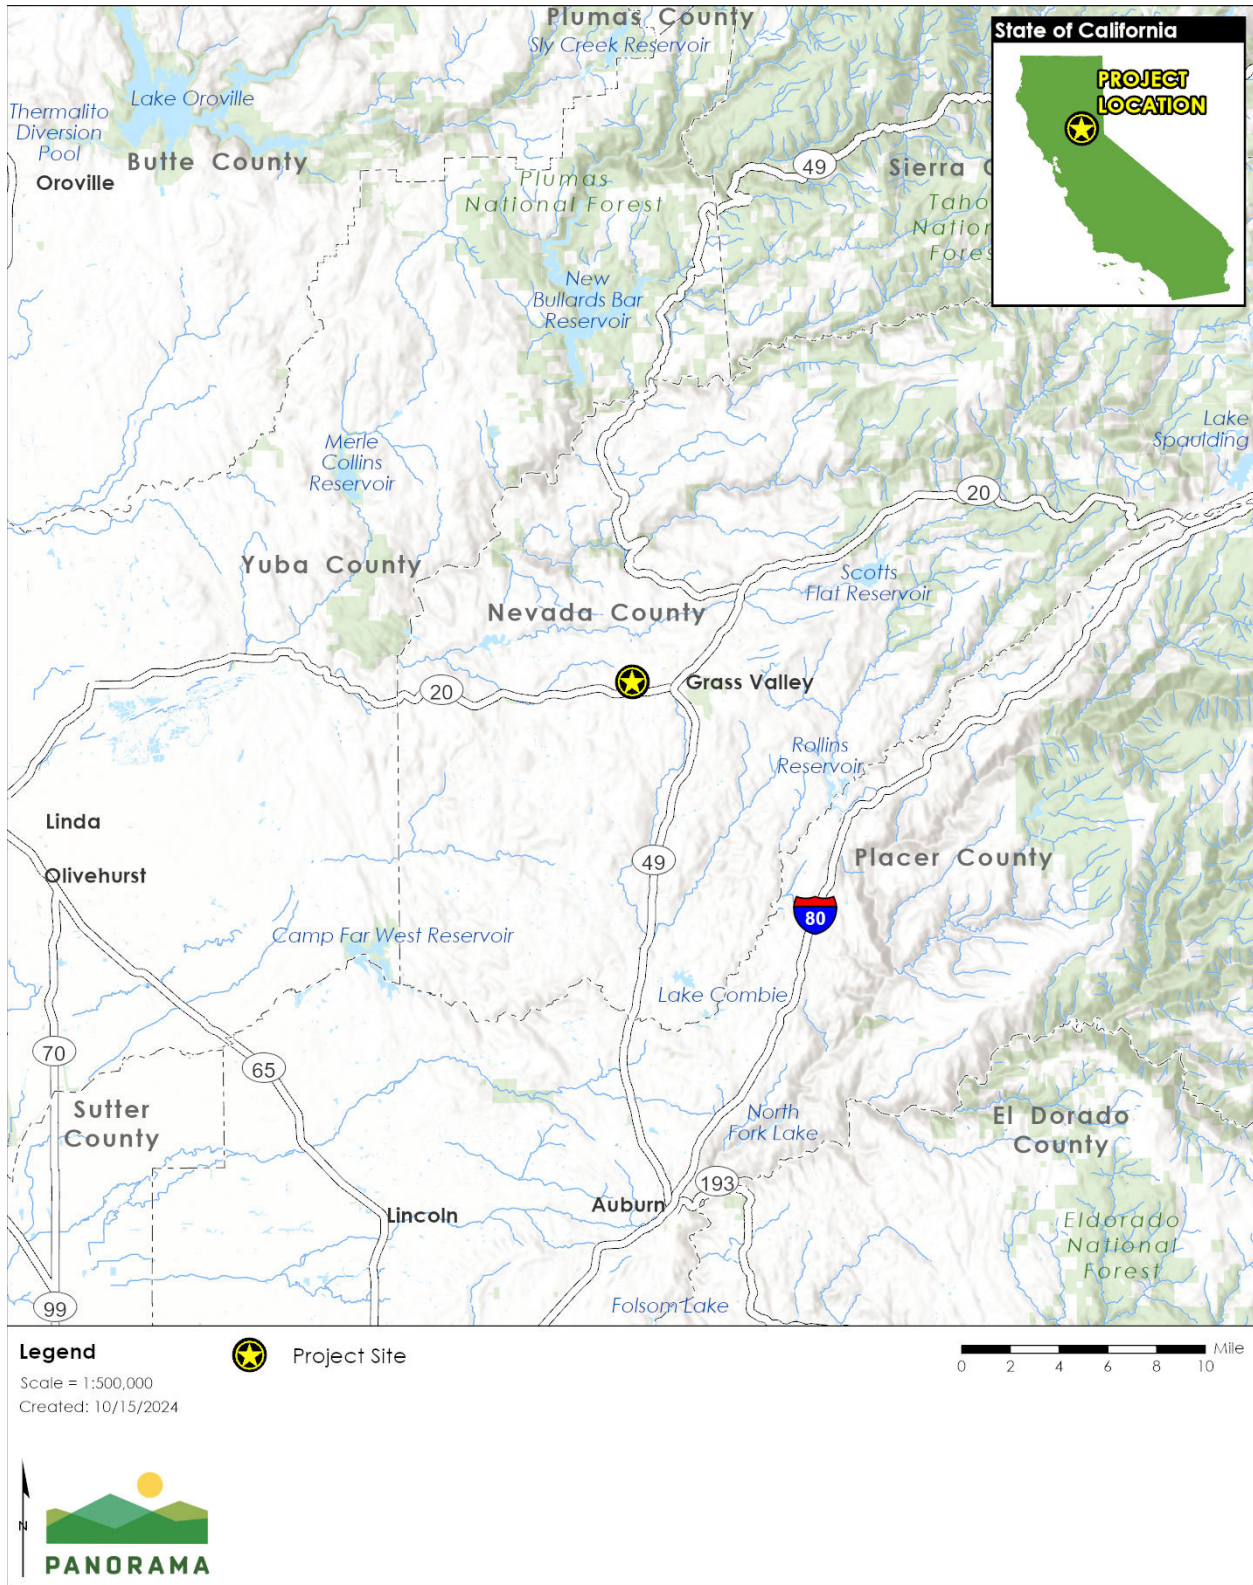 Plumas County
Sly Creek Reservoir
State of California
PROJECT
LOCATION
Lake Oroville
Thermalito
Diversion
Pool
Butte County
Oroville
49
Sierra C
Plumas
National Forest
Taho
Nation
Fores
New
Bullards Bar
Reservoir
Lake
Spaulding
Merle
Collins
Reservoir
20
Yuba County
Scotts
Flat Reservoir
Nevada County
20
Grass Valley
Rollins
Reservoir
Linda
49
Placer County
Olivehurst
80
Camp Far West Reservoir
Lake Combie
70
65
Sutter
County
North
Fork Lake
El Dorado
County
193
Auburn
Lincoln
Eldorado
National
Forest
99
Folsom Lake
Legend
Project Site
Scale = 1:500,000
Created: 10/15/2024
Mile
0 2 4 6 8 10
N
PANORAMA